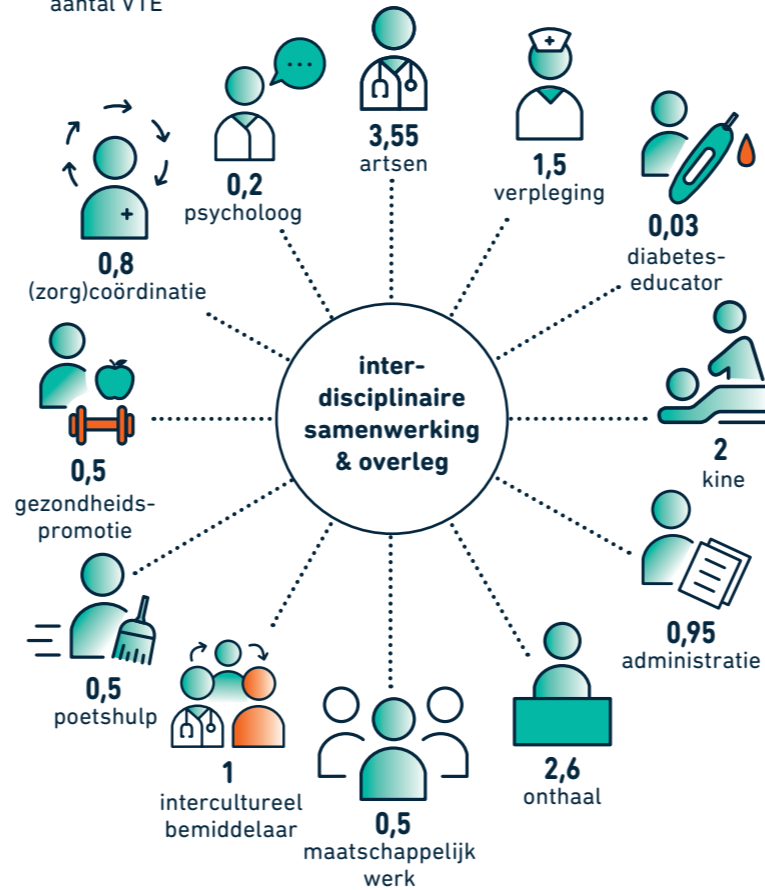 aantal VTE
3,55
artsen
1,5
verpleging
0,03
diabetes-
educator
2
kine
0,95
administratie
2,6
onthaal
0,5
maatschappelijk
werk
1
intercultureel
bemiddelaar
0,5
poetshulp
0,5
gezondheids-
promotie
0,8
(zorg)coördinatie
0,2
psycholoog
inter-
disciplinaire
samenwerking
& overleg